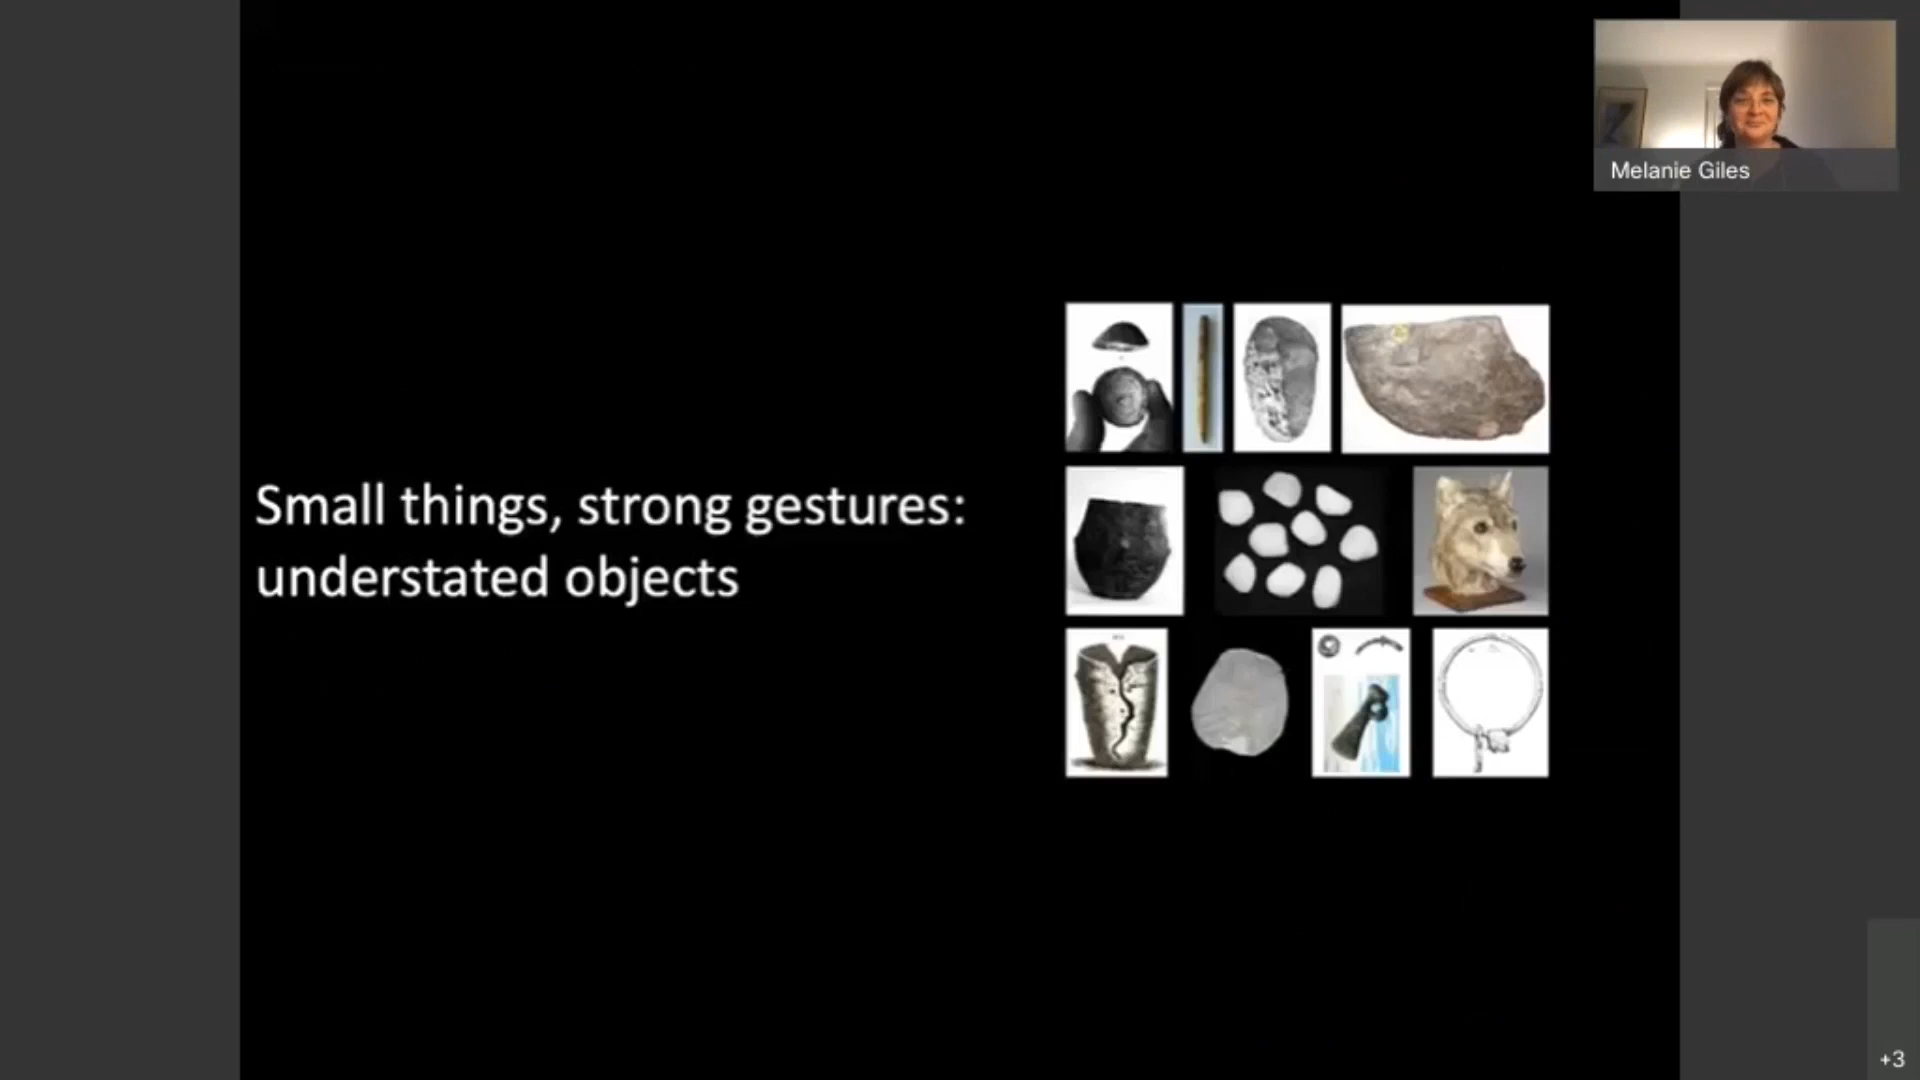 Melanie Giles
Small things, strong gestures:
understated objects
+3